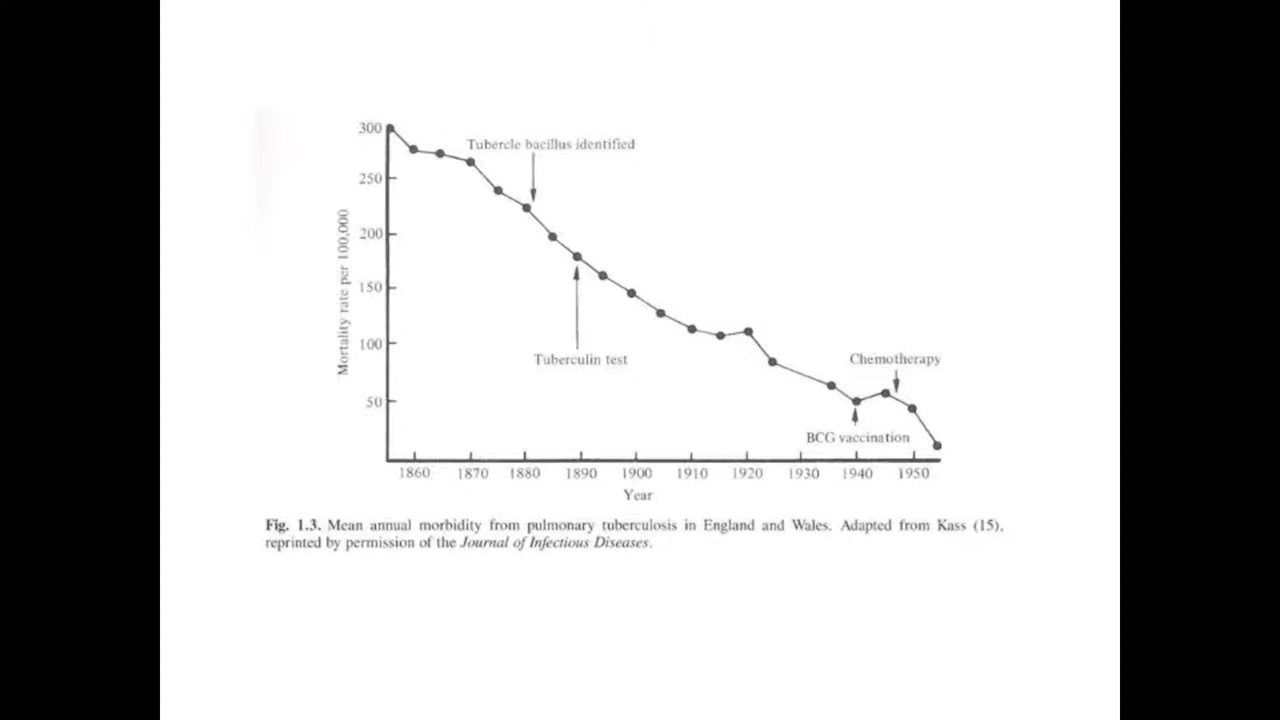 300
Tubercle bacillus identified
250
200
150
100
50
Mortality rate per 100,000
Tuberculin test
Chemotherapy
BCG vaccination
1860 1870 1880 1890 1900 1910 1920 1930 1940 1950
Year
Fig. 1.3. Mean annual morbidity from pulmonary tuberculosis in England and Wales. Adapted from Kass (15),
reprinted by permission of the Journal of Infectious Diseases.